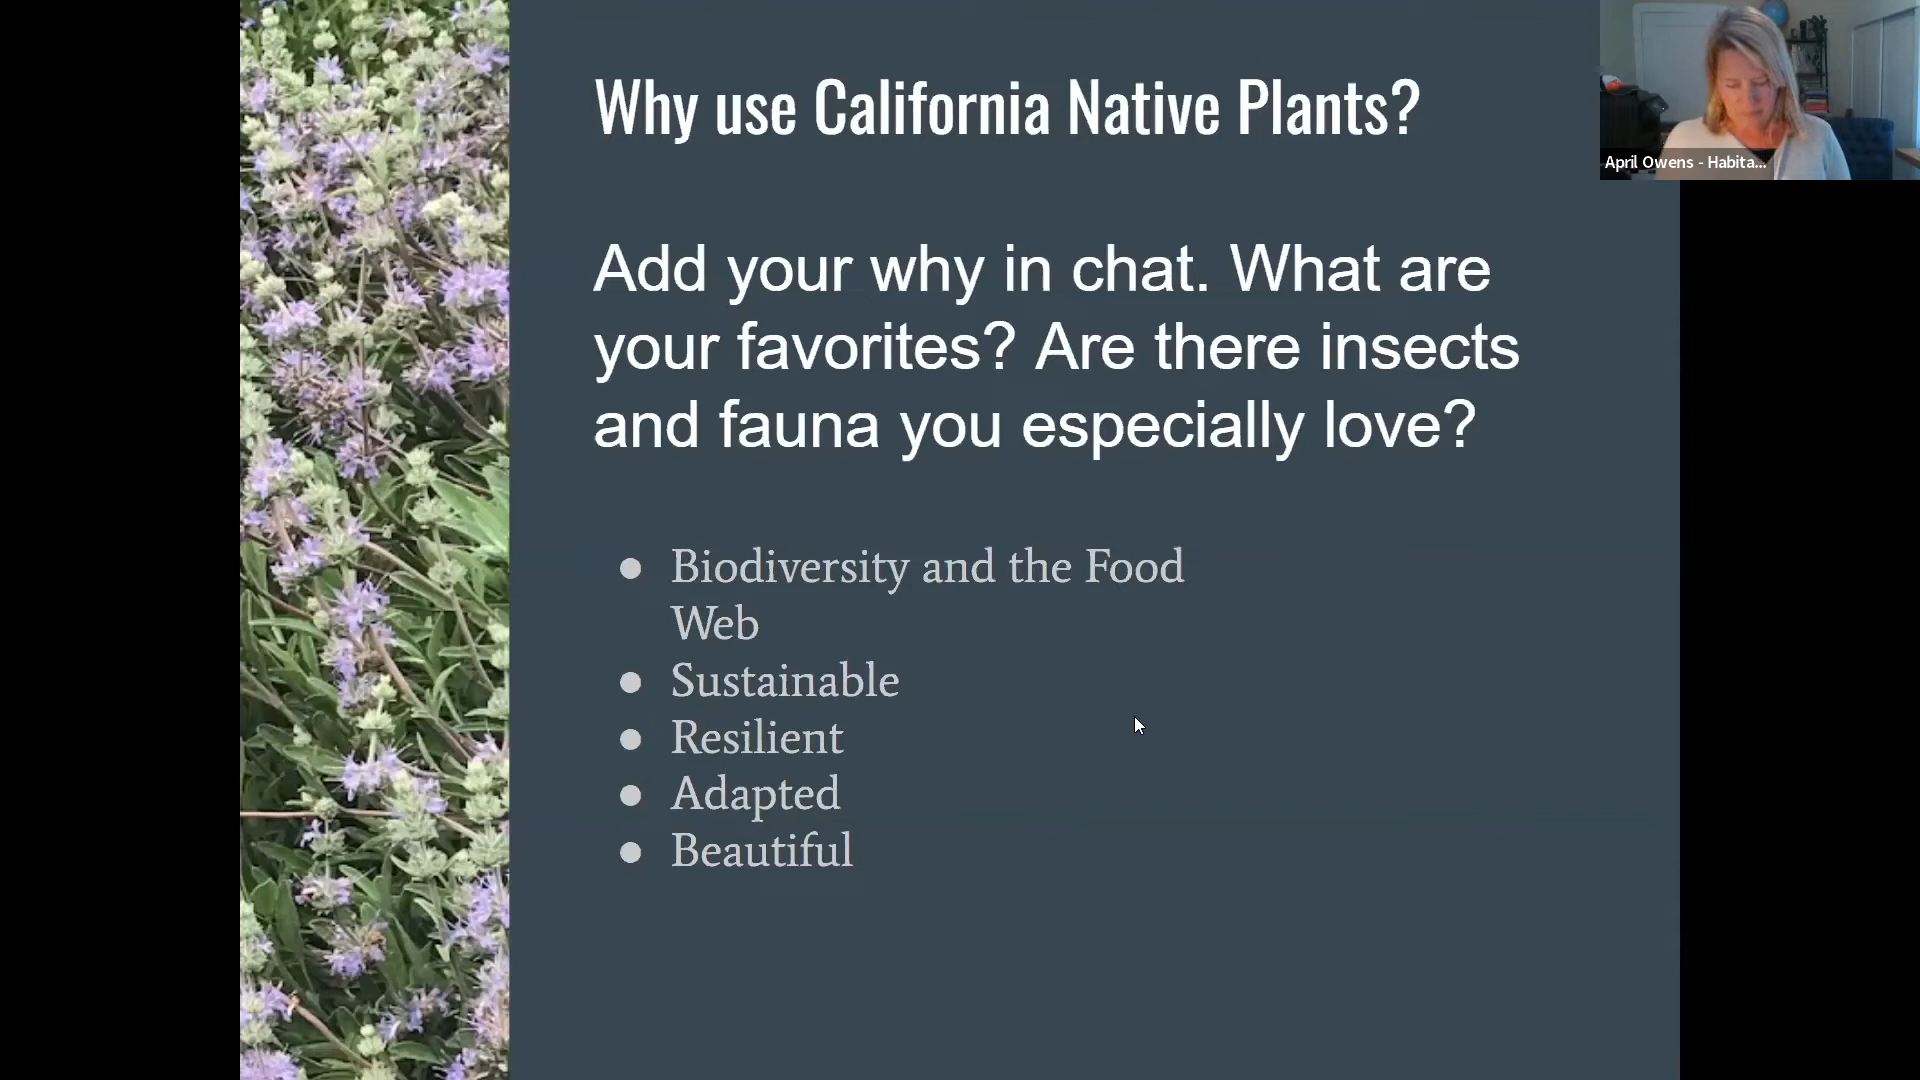 Why use California Native Plants?
April Owens - Habita...
Add your why in chat. What are
your favorites? Are there insects
and fauna you especially love?
● Biodiversity and the Food
Web
● Sustainable
● Resilient
● Adapted
● Beautiful